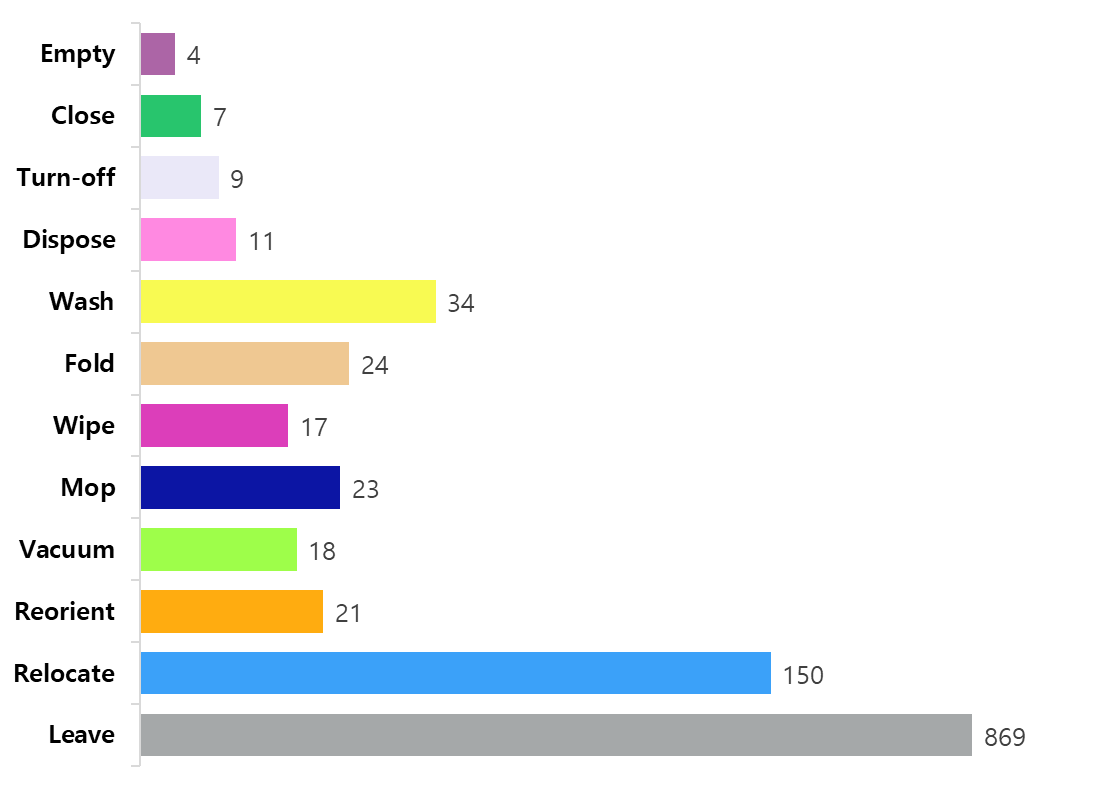 Empty 4
Close 7
Turn-off 9
Dispose 11
Wash 34
Fold 24
Wipe 17
Mop 23
Vacuum 18
Reorient 21
Relocate 150
Leave 869